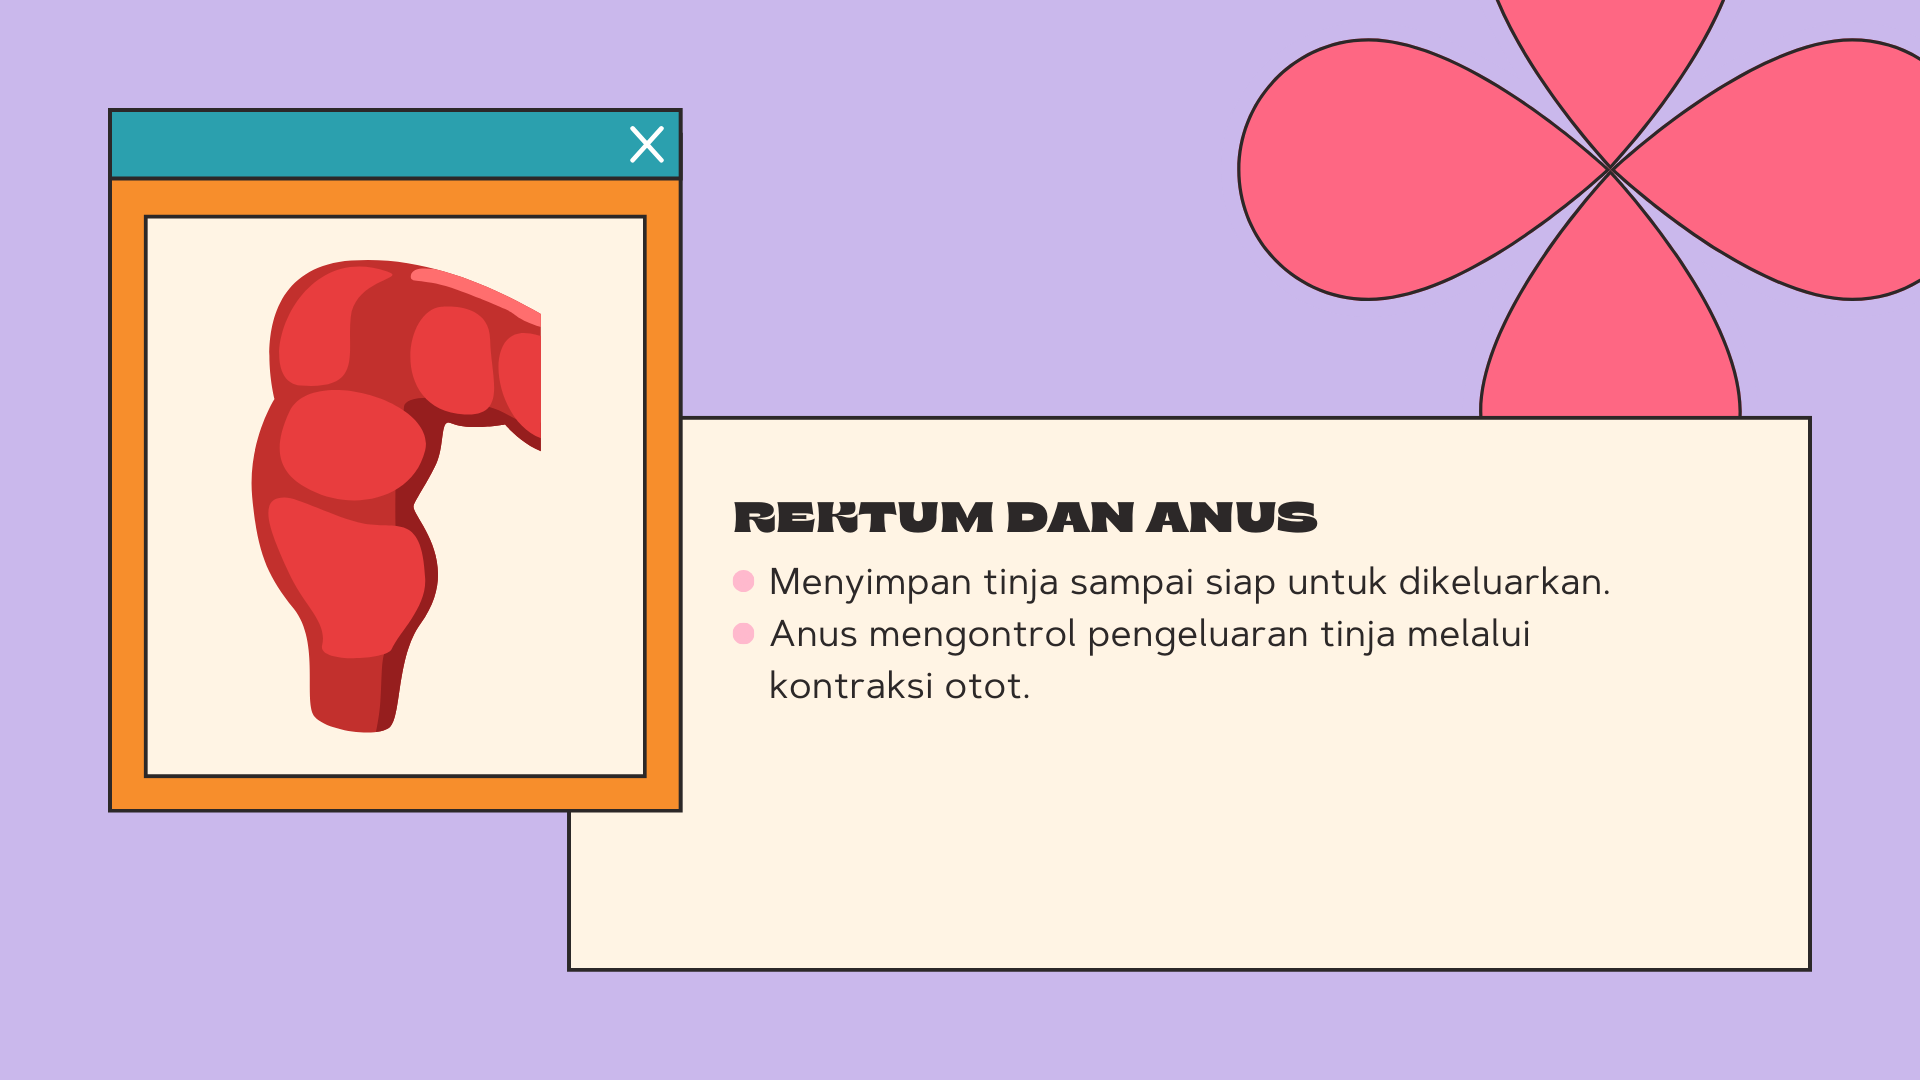 REKTUM DAN ANUS
Menyimpan tinja sampai siap untuk dikeluarkan.
Anus mengontrol pengeluaran tinja melalui
kontraksi otot.